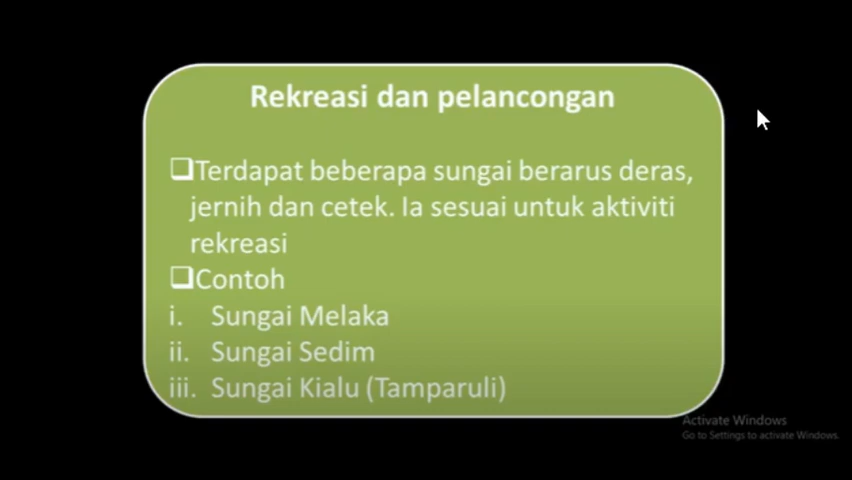 Rekreasi dan pelancongan
❑Terdapat beberapa sungai berarus deras,
jernih dan cetek. Ia sesuai untuk aktiviti
rekreasi
❑Contoh
i. Sungai Melaka
ii. Sungai Sedim
iii. Sungai Kialu (Tamparuli)
Activate Windows
Go to Settings to activate Windows.